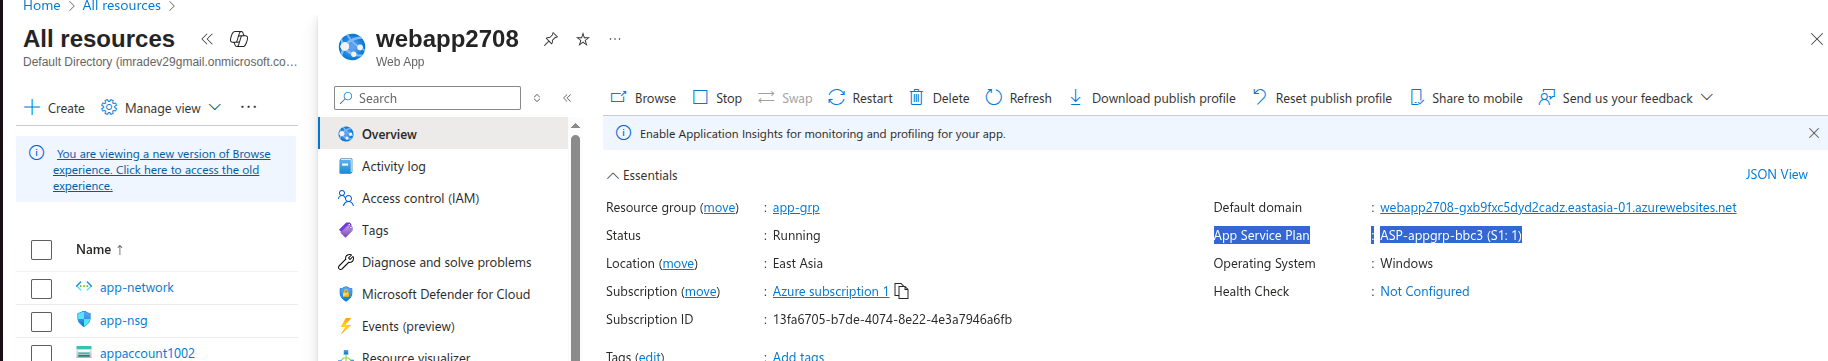 Home > All resources >
All resources
Default Directory (imradev29gmail.onmicrosoft.co...
Create Manage view ...
You are viewing a new version of Browse
experience. Click here to access the old
experience.
Name ↑
app-network
app-nsg
appaccount1002
webapp2708
Web App
Search
Overview
Activity log
Access control (IAM)
Tags
Diagnose and solve problems
Microsoft Defender for Cloud
Events (preview)
Resource visualizer
Browse Stop Swap Restart Delete Refresh Download publish profile Reset publish profile Share to mobile Send us your feedback
Enable Application Insights for monitoring and profiling for your app.
Essentials
JSON View
Resource group (move) : app-grp
Status : Running
Location (move) : East Asia
Subscription (move) : Azure subscription 1
Subscription ID : 13fa6705-b7de-4074-8e22-4e3a7946a6fb
Default domain : webapp2708-gxb9fxc5dyd2cadz.eastasia-01.azurewebsites.net
App Service Plan : ASP-appgrp-bbc3 (S1: 1)
Operating System : Windows
Health Check : Not Configured
Tags (edit) : Add tags